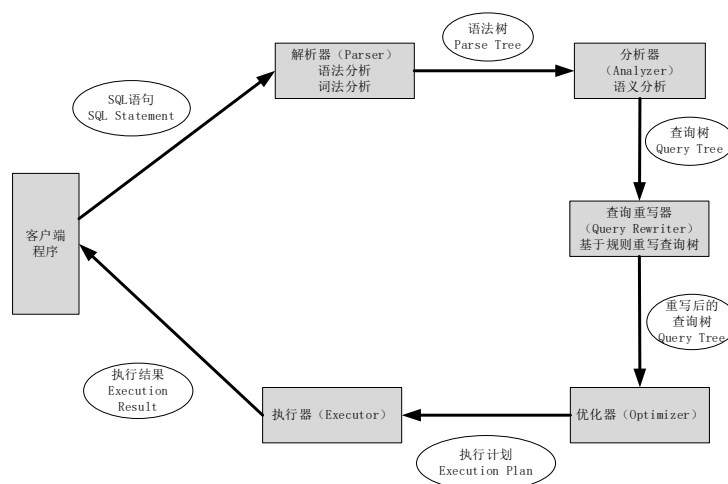 语法树
Parse Tree
解析器（Parser）
语法分析
词法分析
分析器
（Analyzer）
语义分析
SQL语句
SQL Statement
查询树
Query Tree
客户端
程序
查询重写器
（Query Rewriter）
基于规则重写查询树
重写后的
查询树
Query Tree
执行结果
Execution
Result
执行器（Executor）
优化器（Optimizer）
执行计划
Execution Plan